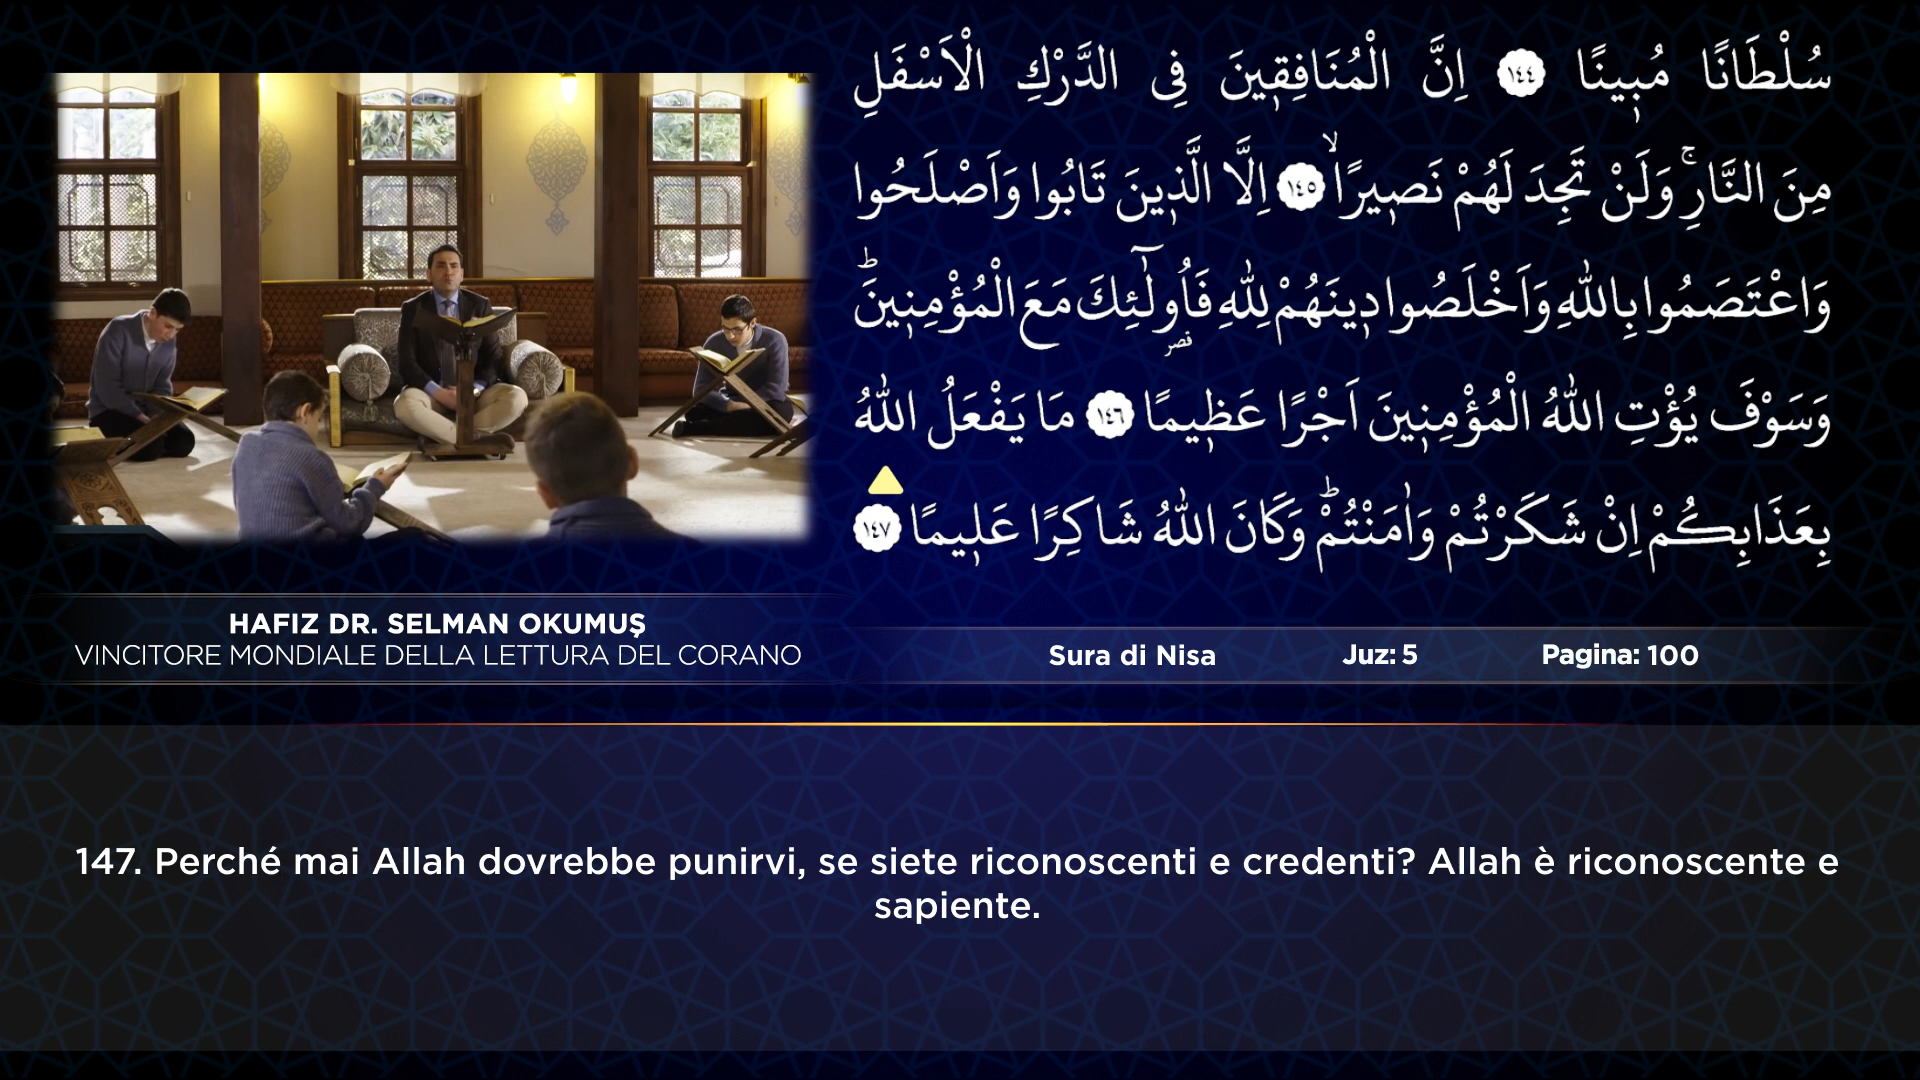 سُلْطَانًا مُب۪ينًا ﴿١٤٤﴾ اِنَّ الْمُنَافِق۪ينَ فِى الدَّرْكِ الْاَسْفَلِ
مِنَ النَّارِۚ وَلَنْ تَجِدَ لَهُمْ نَص۪يرًاۙ ﴿١٤٥﴾ اِلَّا الَّذ۪ينَ تَابُوا وَاَصْلَحُوا
وَاعْتَصَمُوا بِاللّٰهِ وَاَخْلَصُوا د۪ينَهُمْ لِلّٰهِ فَاُو۬لٰٓئِكَ مَعَ الْمُؤْمِن۪ينَۜ
قصر
وَسَوْفَ يُؤْتِ اللّٰهُ الْمُؤْمِن۪ينَ اَجْرًا عَظ۪يمًا ﴿١٤٦﴾ مَا يَفْعَلُ اللّٰهُ
بِعَذَابِكُمْ اِنْ شَكَرْتُمْ وَاٰمَنْتُمْۜ وَكَانَ اللّٰهُ شَاكِرًا عَل۪يمًا ﴿١٤٧﴾
HAFIZ DR. SELMAN OKUMUŞ
VINCITORE MONDIALE DELLA LETTURA DEL CORANO
Sura di Nisa Juz: 5 Pagina: 100
147. Perché mai Allah dovrebbe punirvi, se siete riconoscenti e credenti? Allah è riconoscente e
sapiente.